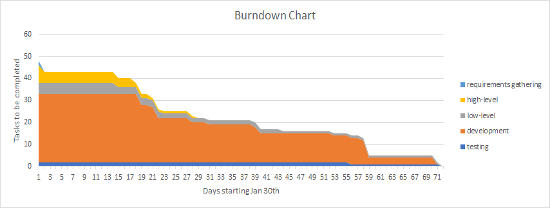 Burndown Chart
60
50
40
30
20
10
0
Tasks to be completed
1 3 5 7 9 11 13 15 17 19 21 23 25 27 29 31 33 35 37 39 41 43 45 47 49 51 53 55 57 59 61 63 65 67 69 71
Days starting Jan 30th
requirements gethering
high-level
low-level
development
testing